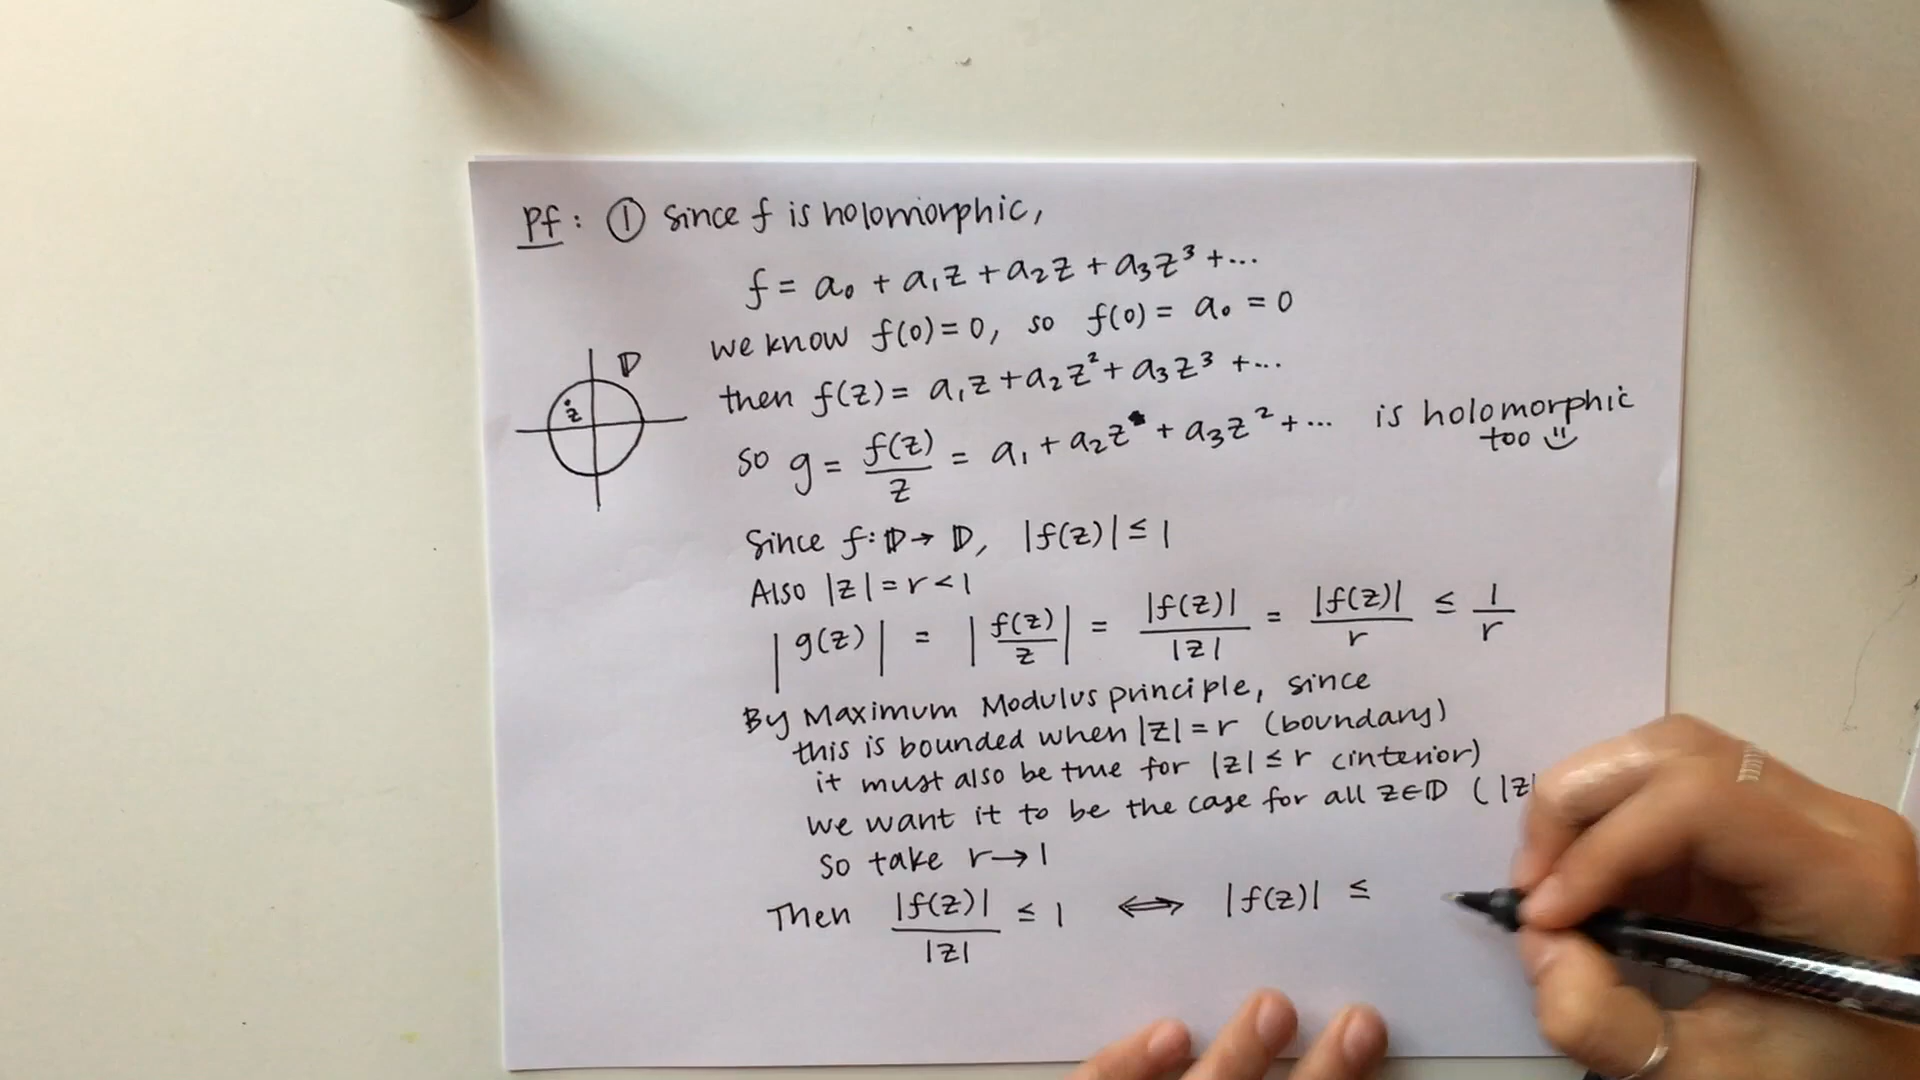 Pf: ① Since f is holomorphic,
f = a₀ + a₁z + a₂z + a₃z³ + ...
we know f(0) = 0, so f(0) = a₀ = 0
then f(z) = a₁z + a₂z² + a₃z³ + ...
so g = f(z)/z = a₁ + a₂z + a₃z² + ... is holomorphic
too
𝔻
z
Since f: 𝔻 → 𝔻, |f(z)| ≤ 1
Also |z| = r < 1
|g(z)| = |f(z)/z| = |f(z)|/|z| = |f(z)|/r ≤ 1/r
By Maximum Modulus principle, since
this is bounded when |z| = r (boundary)
it must also be true for |z| ≤ r (interior)
we want it to be the case for all z ∈ 𝔻 ( |z|
so take r → 1
Then |f(z)|/|z| ≤ 1 ⟺ |f(z)| ≤